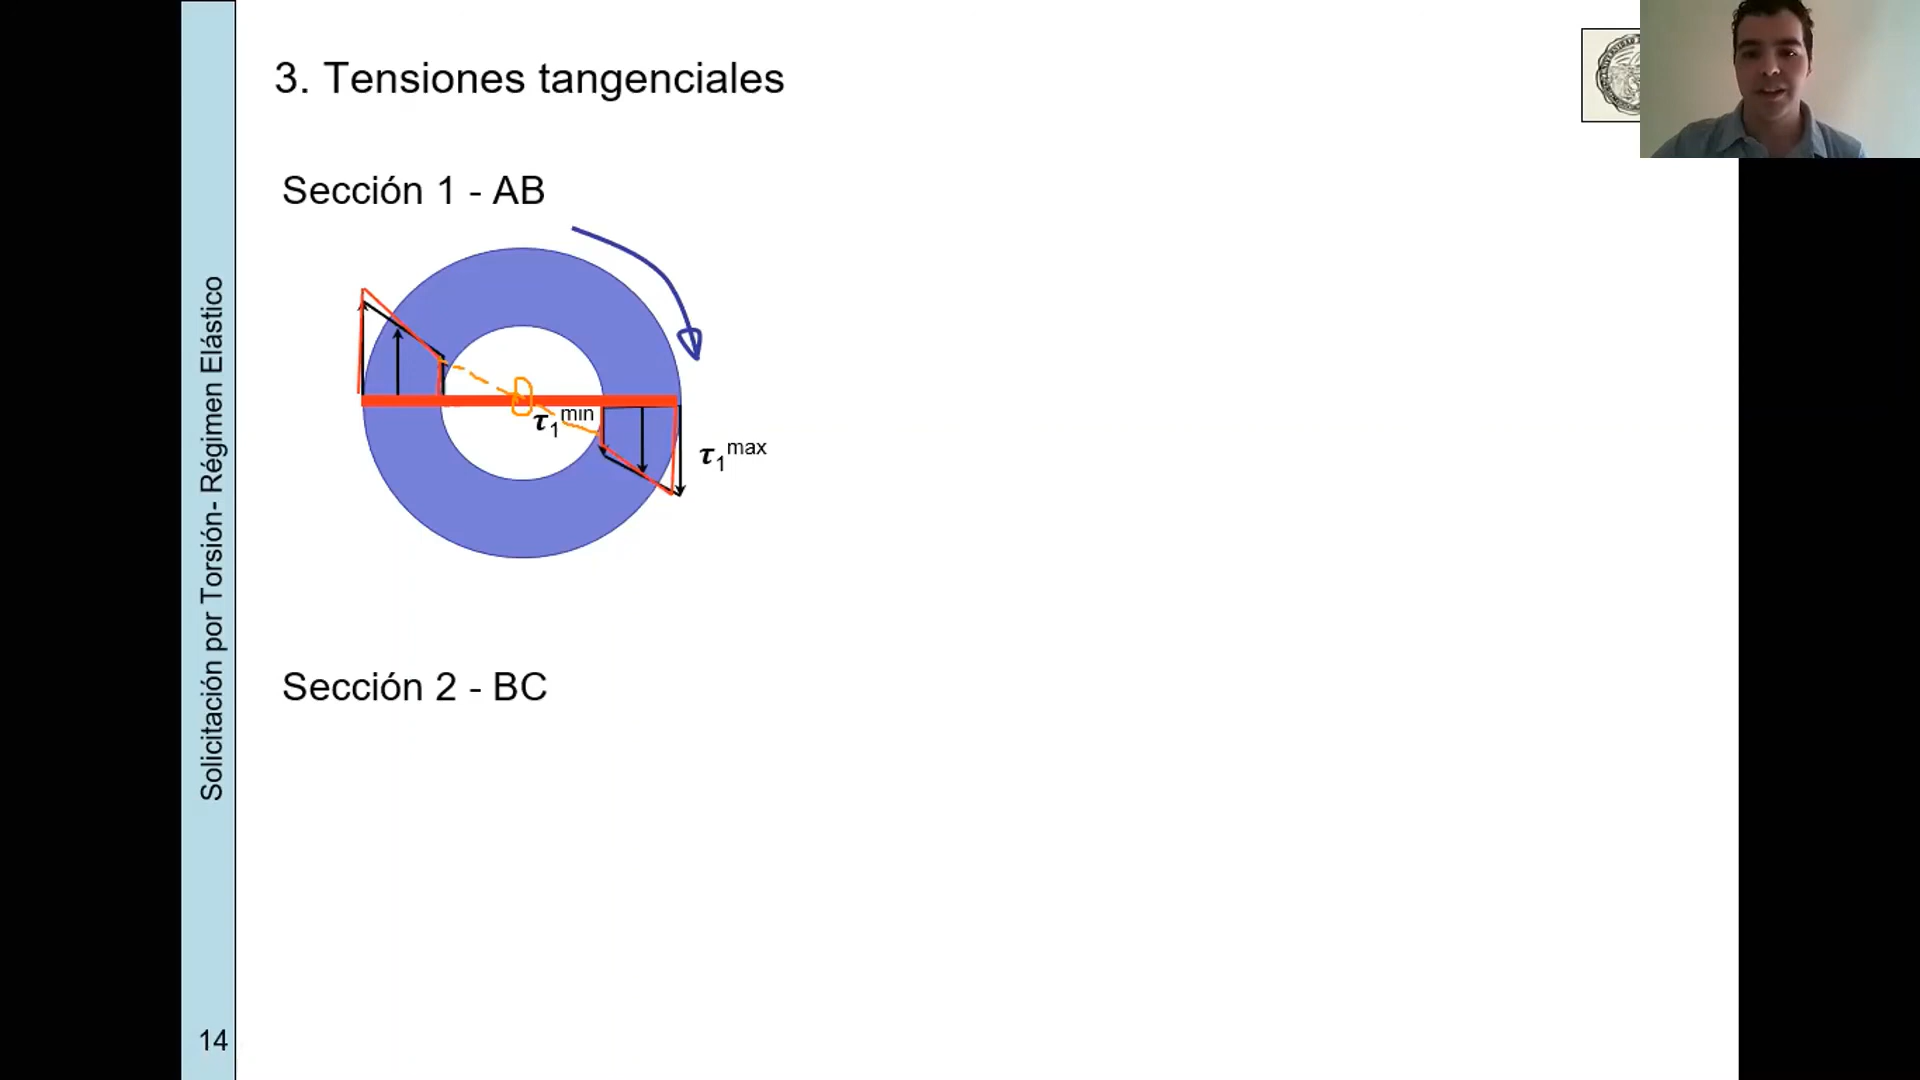 3. Tensiones tangenciales
Sección 1 - AB
τ₁ᵐⁱⁿ
τ₁ᵐᵃˣ
Sección 2 - BC
Solicitación por Torsión- Régimen Elástico
14